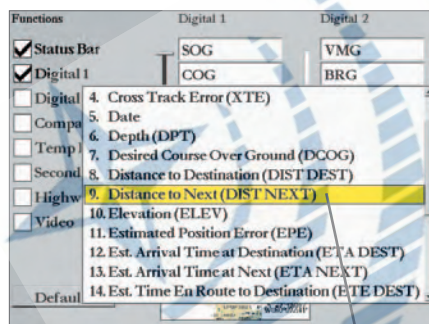 Functions Digital 1 Digital 2
Status Bar SOG VMG
Digital 1 COG BRG
Digital 4. Cross Track Error (XTE)
Compa 5. Date
6. Depth (DPT)
Temp 7. Desired Course Over Ground (DCOG)
Second 8. Distance to Destination (DIST DEST)
Highw 9. Distance to Next (DIST NEXT)
Video 10. Elevation (ELEV)
11. Estimated Position Error (EPE)
12. Est. Arrival Time at Destination (ETA DEST)
13. Est. Arrival Time at Next (ETA NEXT)
Defaul 14. Est. Time En Route to Destination (ETE DEST)